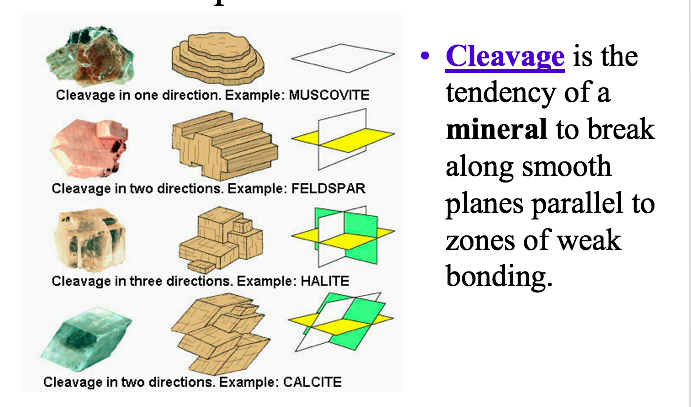 Cleavage in one direction. Example: MUSCOVITE
Cleavage in two directions. Example: FELDSPAR
Cleavage in three directions. Example: HALITE
Cleavage in two directions. Example: CALCITE
• Cleavage is the
tendency of a
mineral to break
along smooth
planes parallel to
zones of weak
bonding.